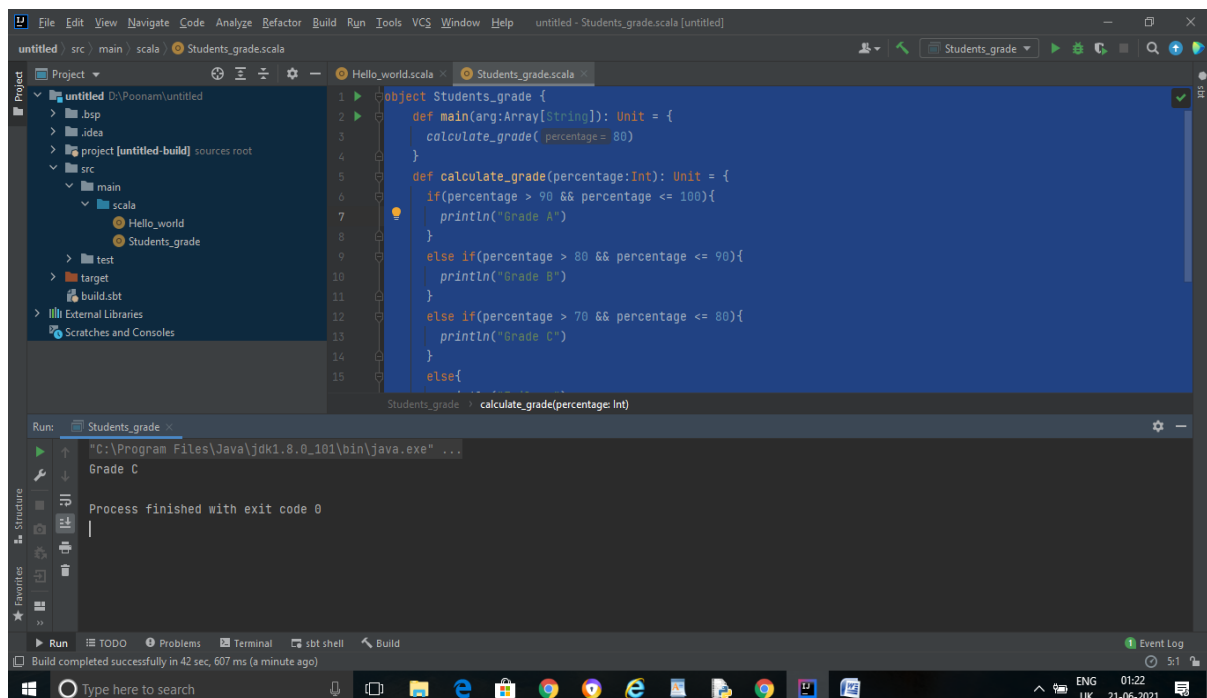 File Edit View Navigate Code Analyze Refactor Build Run Tools VCS Window Help untitled - Students_grade.scala [untitled]
untitled src main scala Students_grade.scala Students_grade
Project
Hello_world.scala Students_grade.scala
Project
sbt
untitled D:\Poonam\untitled
.bsp
.idea
project [untitled-build] sources root
src
main
scala
Hello_world
Students_grade
test
target
build.sbt
External Libraries
Scratches and Consoles
1 object Students_grade {
2 def main(arg:Array[String]): Unit = {
3 calculate_grade( percentage = 80)
4 }
5 def calculate_grade(percentage:Int): Unit = {
6 if(percentage > 90 && percentage <= 100){
7 println("Grade A")
8 }
9 else if(percentage > 80 && percentage <= 90){
10 println("Grade B")
11 }
12 else if(percentage > 70 && percentage <= 80){
13 println("Grade C")
14 }
15 else{
Students_grade calculate_grade(percentage: Int)
Run: Students_grade
"C:\Program Files\Java\jdk1.8.0_101\bin\java.exe" ...
Grade C
Process finished with exit code 0
Structure
Favorites
Run TODO Problems Terminal sbt shell Build 1 Event Log
Build completed successfully in 42 sec, 607 ms (a minute ago) 5:1
Type here to search
ENG 01:22
UK 21-06-2021